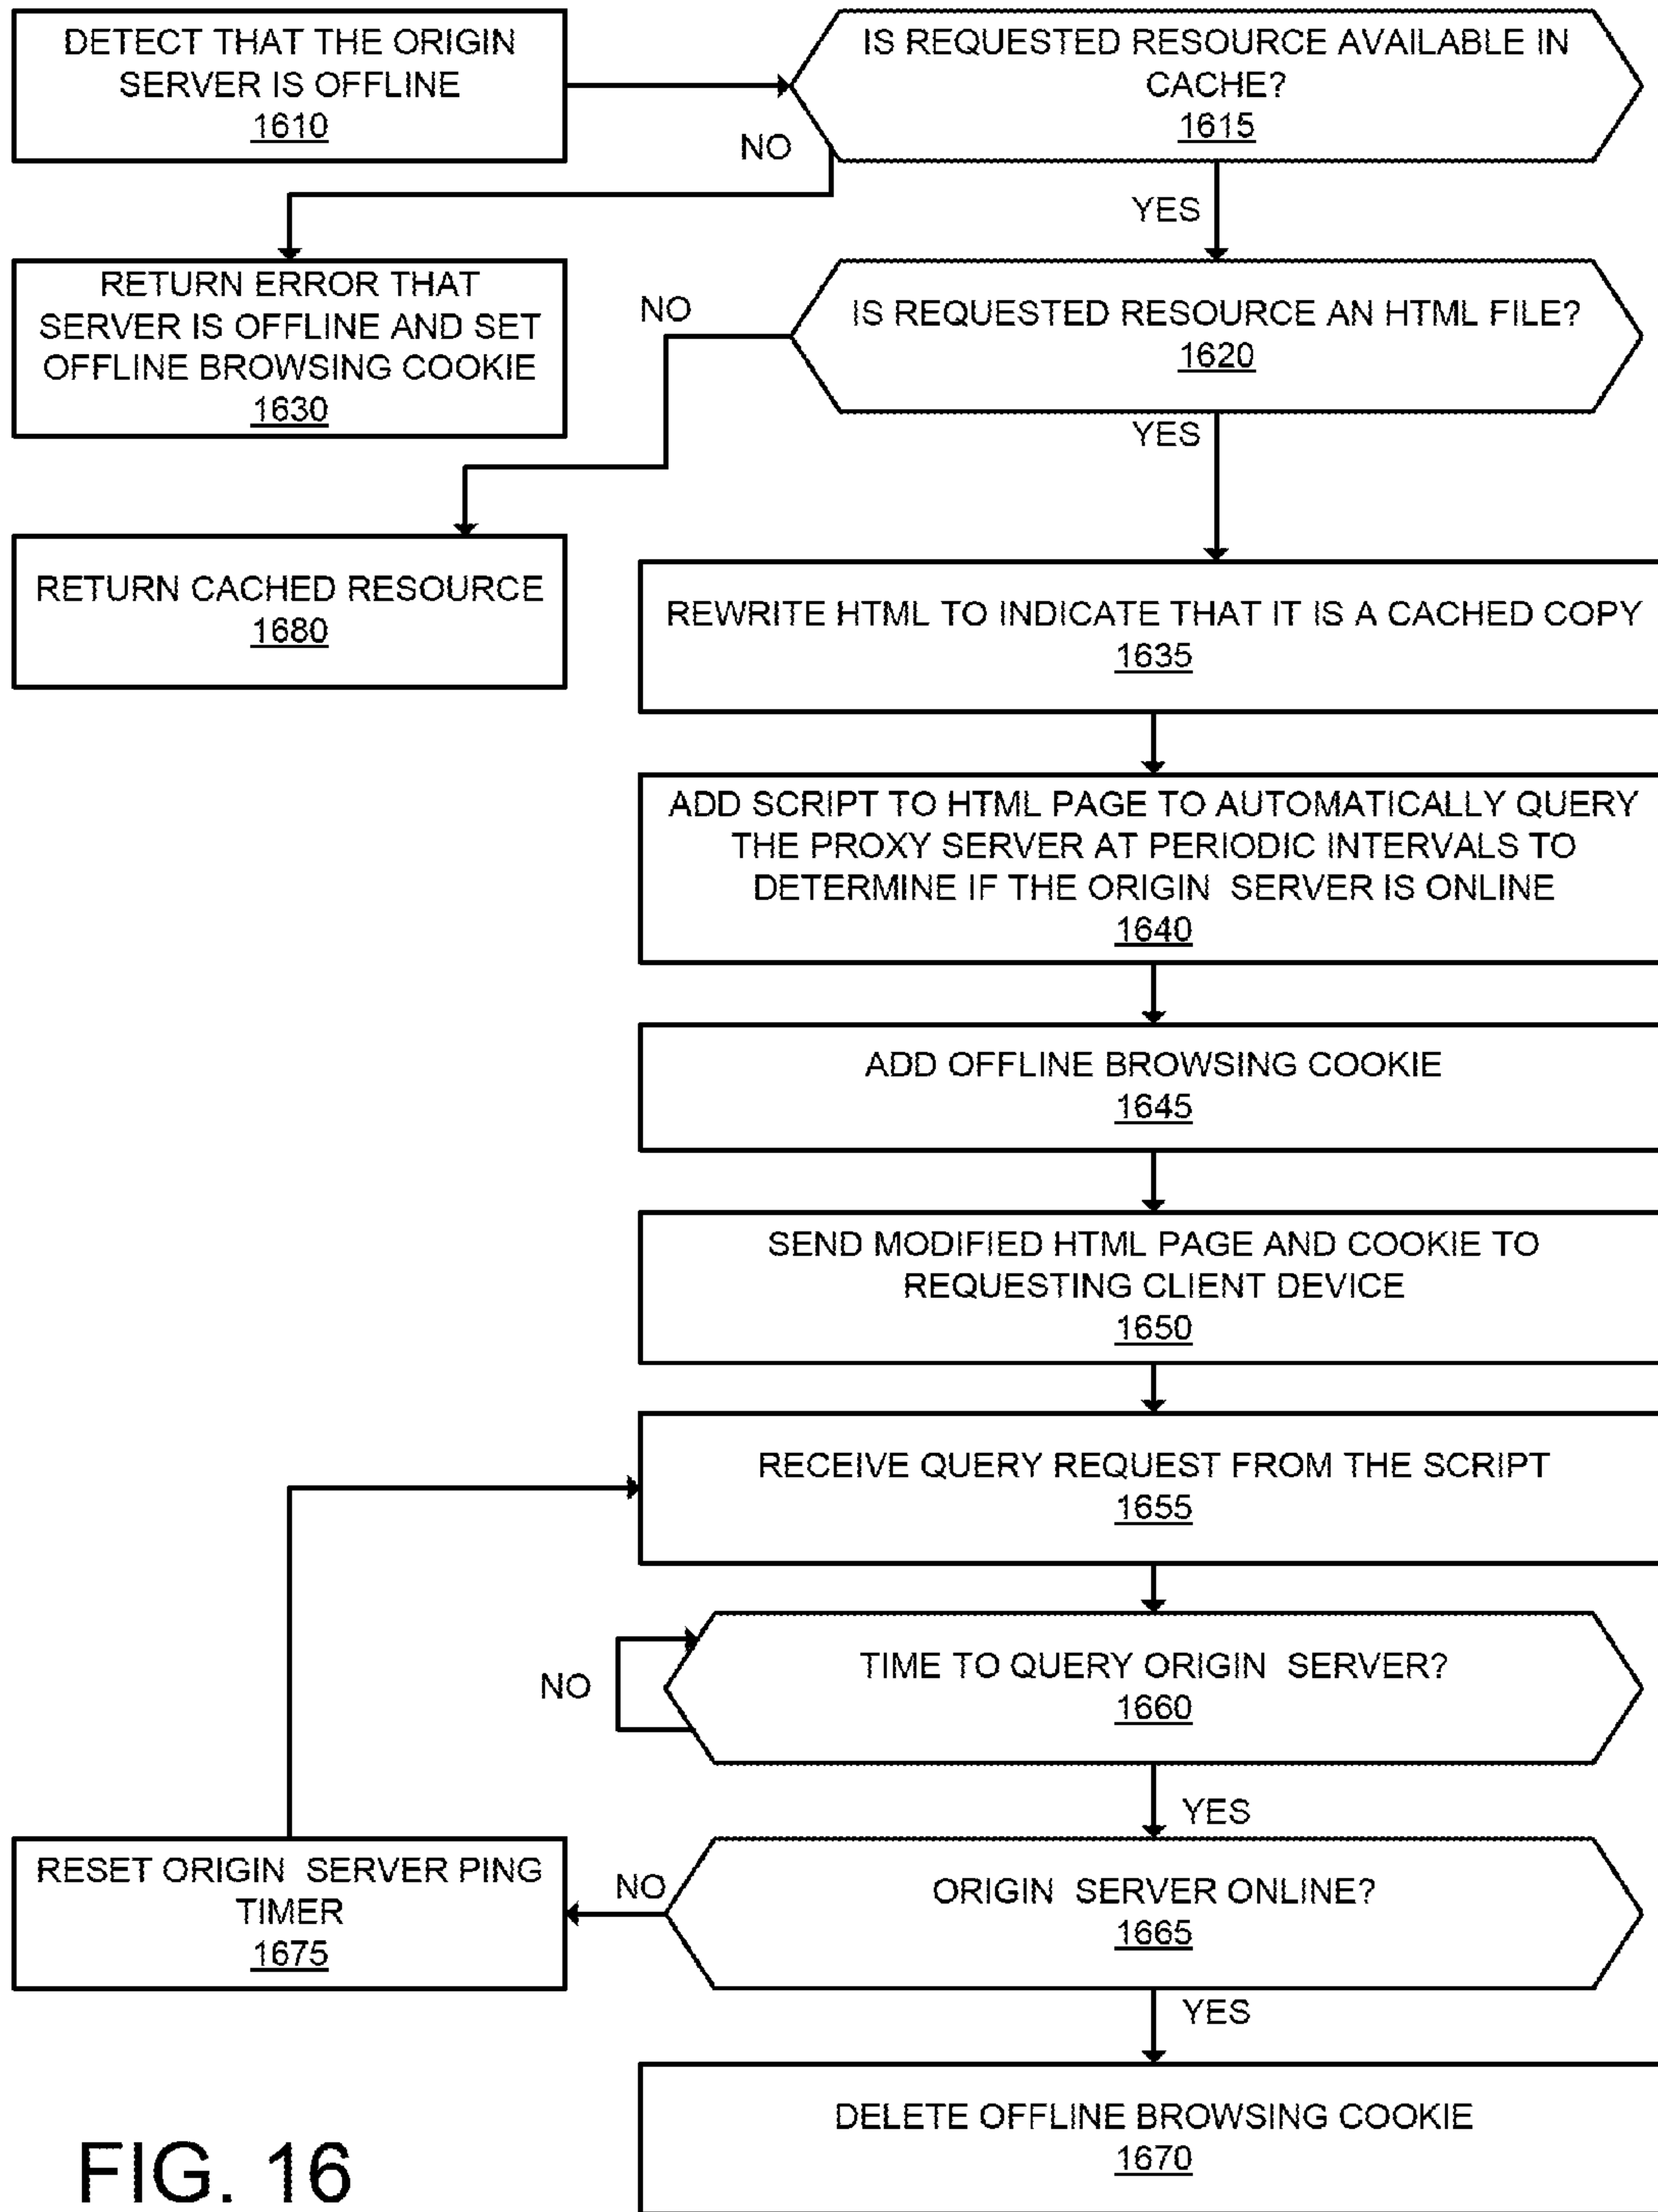 DETECT THAT THE ORIGIN
SERVER IS OFFLINE
1610
IS REQUESTED RESOURCE AVAILABLE IN
CACHE?
1615
NO
YES
RETURN ERROR THAT
SERVER IS OFFLINE AND SET
OFFLINE BROWSING COOKIE
1630
NO
IS REQUESTED RESOURCE AN HTML FILE?
1620
YES
RETURN CACHED RESOURCE
1680
REWRITE HTML TO INDICATE THAT IT IS A CACHED COPY
1635
ADD SCRIPT TO HTML PAGE TO AUTOMATICALLY QUERY
THE PROXY SERVER AT PERIODIC INTERVALS TO
DETERMINE IF THE ORIGIN SERVER IS ONLINE
1640
ADD OFFLINE BROWSING COOKIE
1645
SEND MODIFIED HTML PAGE AND COOKIE TO
REQUESTING CLIENT DEVICE
1650
RECEIVE QUERY REQUEST FROM THE SCRIPT
1655
NO
TIME TO QUERY ORIGIN SERVER?
1660
YES
RESET ORIGIN SERVER PING
TIMER
1675
NO
ORIGIN SERVER ONLINE?
1665
YES
DELETE OFFLINE BROWSING COOKIE
1670
FIG. 16